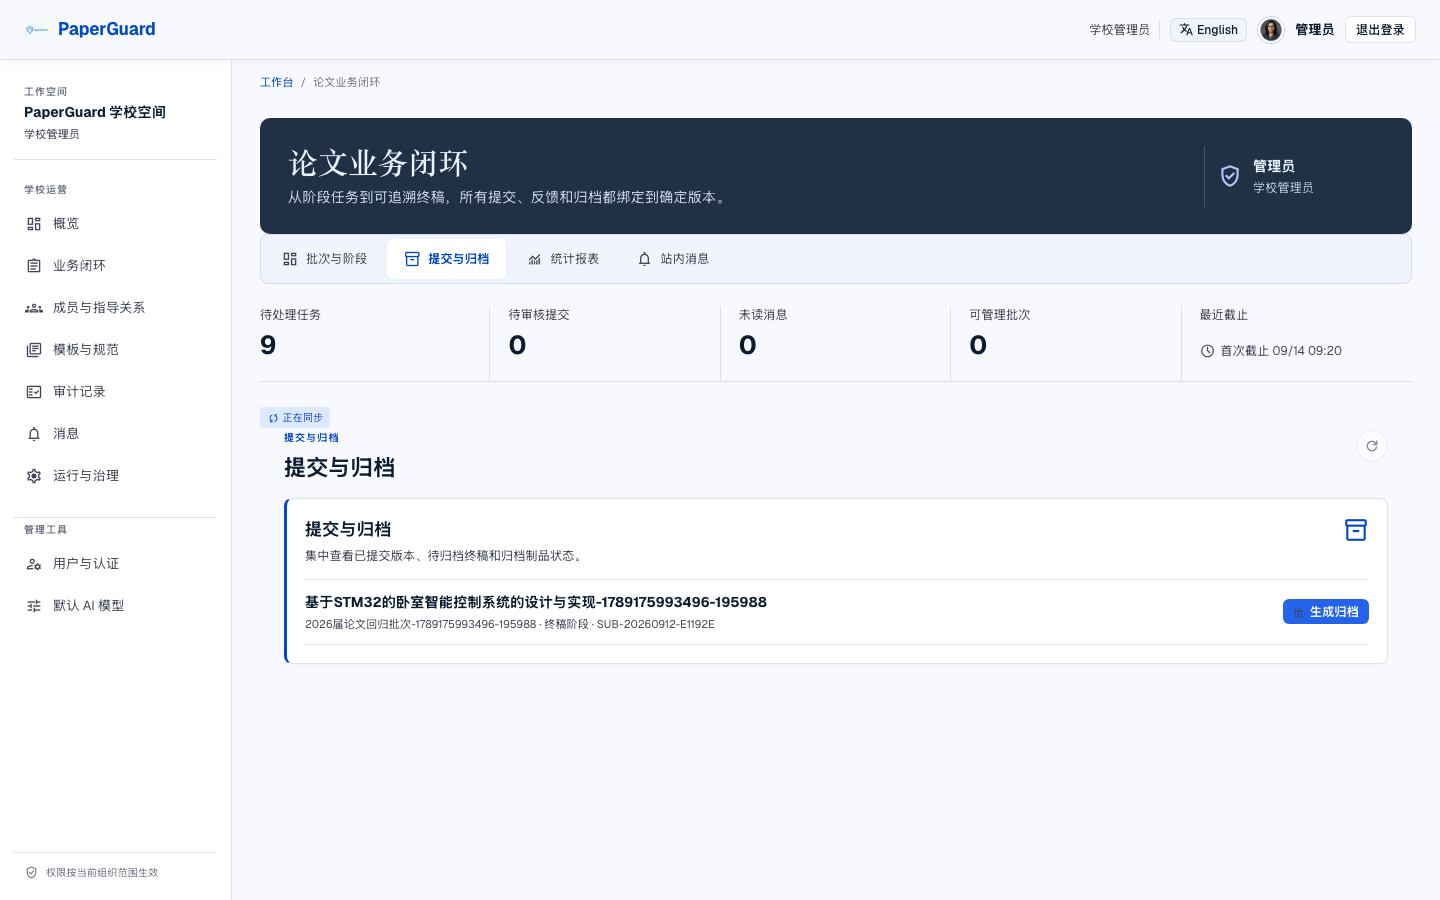 PaperGuard
学校管理员
English
管理员
退出登录
工作空间
PaperGuard 学校空间
学校管理员
学校运营
概览
业务闭环
成员与指导关系
模板与规范
审计记录
消息
运行与治理
管理工具
用户与认证
默认 AI 模型
权限按当前组织范围生效
工作台 / 论文业务闭环
论文业务闭环
从阶段任务到可追溯终稿，所有提交、反馈和归档都绑定到确定版本。
管理员
学校管理员
批次与阶段
提交与归档
统计报表
站内消息
待处理任务
9
待审核提交
0
未读消息
0
可管理批次
0
最近截止
首次截止 09/14 09:20
正在同步
提交与归档
提交与归档
提交与归档
集中查看已提交版本、待归档终稿和归档制品状态。
基于STM32的卧室智能控制系统的设计与实现-1789175993496-195988
2026届论文回归批次-1789175993496-195988 · 终稿阶段 · SUB-20260912-E1192E
生成归档